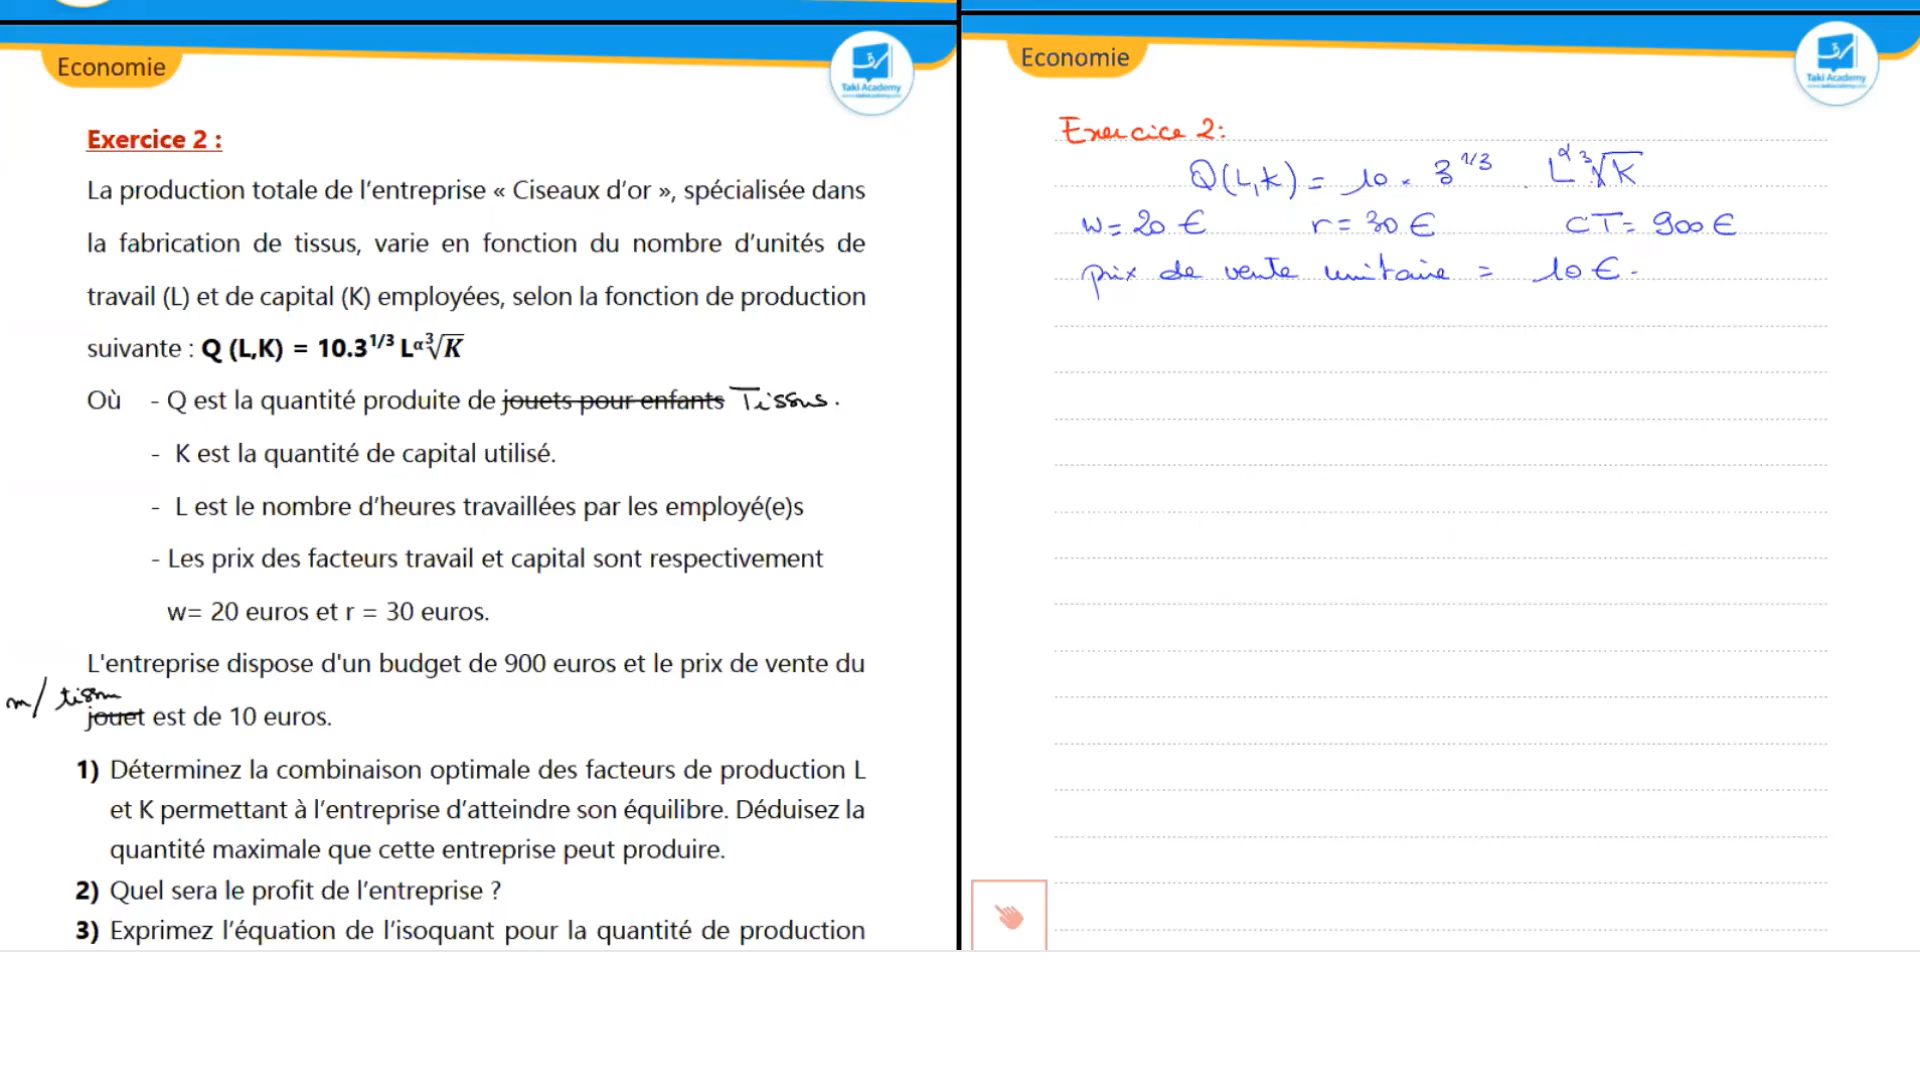 Economie
Taki Academy
Exercice 2 :
La production totale de l’entreprise « Ciseaux d’or », spécialisée dans
la fabrication de tissus, varie en fonction du nombre d’unités de
travail (L) et de capital (K) employées, selon la fonction de production
suivante : Q (L,K) = 10.3^1/3 L^α ∛K
Où - Q est la quantité produite de jouets pour enfants Tissus.
- K est la quantité de capital utilisé.
- L est le nombre d’heures travaillées par les employé(e)s
- Les prix des facteurs travail et capital sont respectivement
w= 20 euros et r = 30 euros.
L'entreprise dispose d'un budget de 900 euros et le prix de vente du
m/ tissu
jouet est de 10 euros.
1) Déterminez la combinaison optimale des facteurs de production L
et K permettant à l’entreprise d’atteindre son équilibre. Déduisez la
quantité maximale que cette entreprise peut produire.
2) Quel sera le profit de l’entreprise ?
3) Exprimez l’équation de l’isoquant pour la quantité de production
Economie
Taki Academy
Exercice 2:
Q(L,K) = 10 . 3^1/3 . L^α ∛K
w= 20 € r= 30 € CT= 900 €
prix de vente unitaire = 10 €.